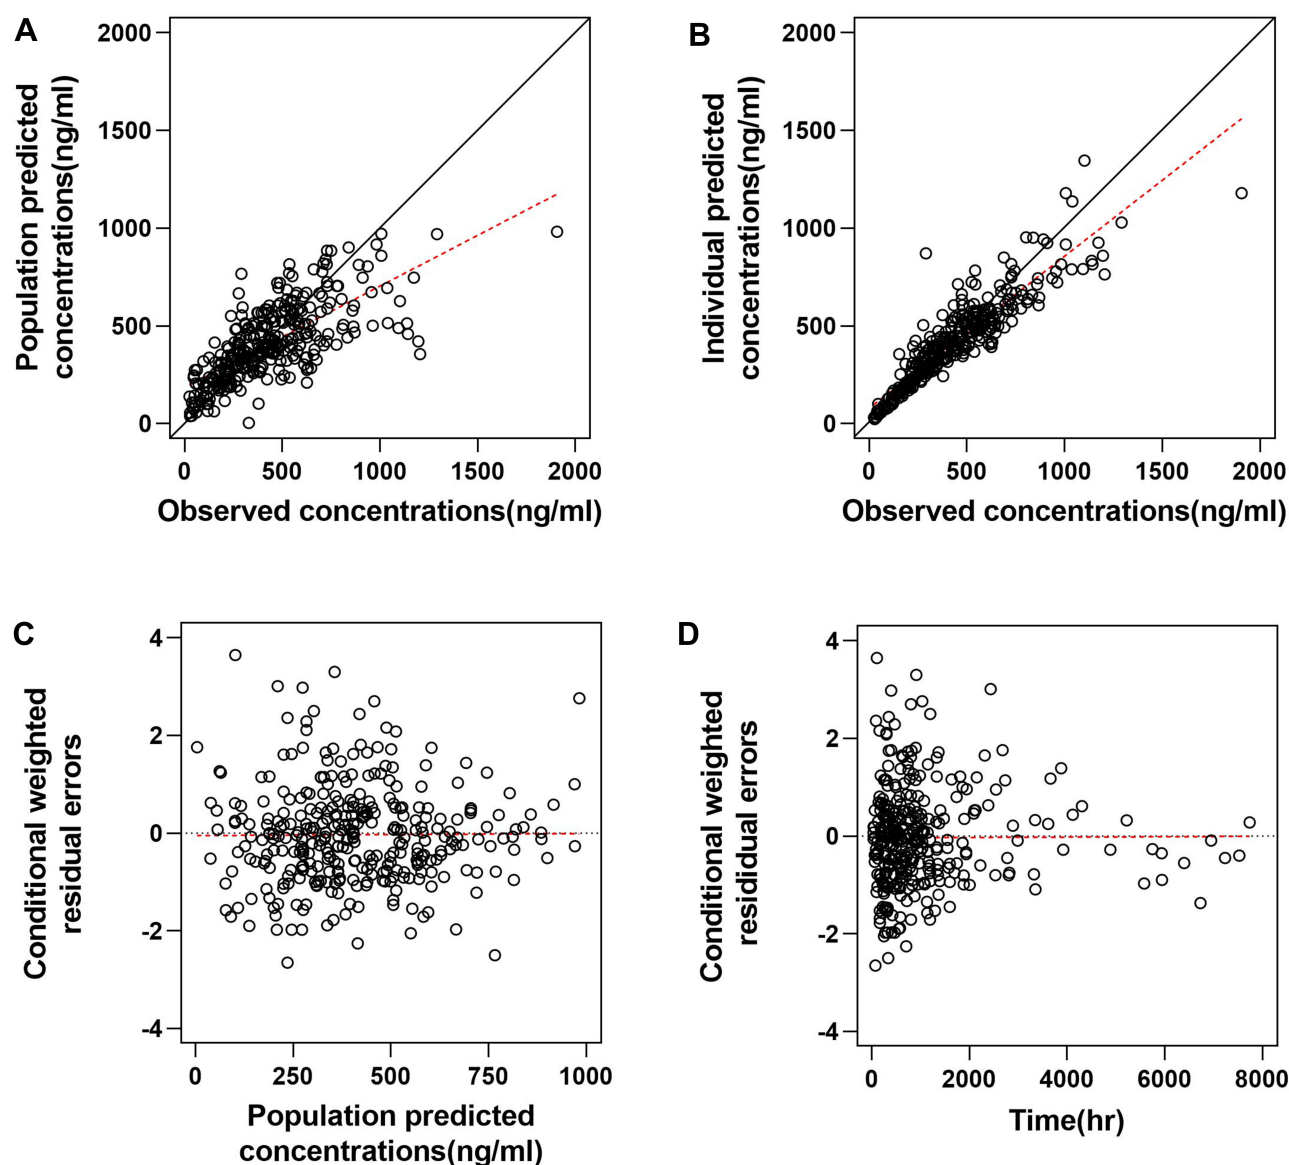 A
Population predicted
concentrations(ng/ml)
2000
1500
1000
500
0
0 500 1000 1500 2000
Observed concentrations(ng/ml)
B
Individual predicted
concentrations(ng/ml)
2000
1500
1000
500
0
0 500 1000 1500 2000
Observed concentrations(ng/ml)
C
Conditional weighted
residual errors
4
2
0
-2
-4
0 250 500 750 1000
Population predicted
concentrations(ng/ml)
D
Conditional weighted
resididual errors
4
2
0
-2
-4
0 2000 4000 6000 8000
Time(hr)